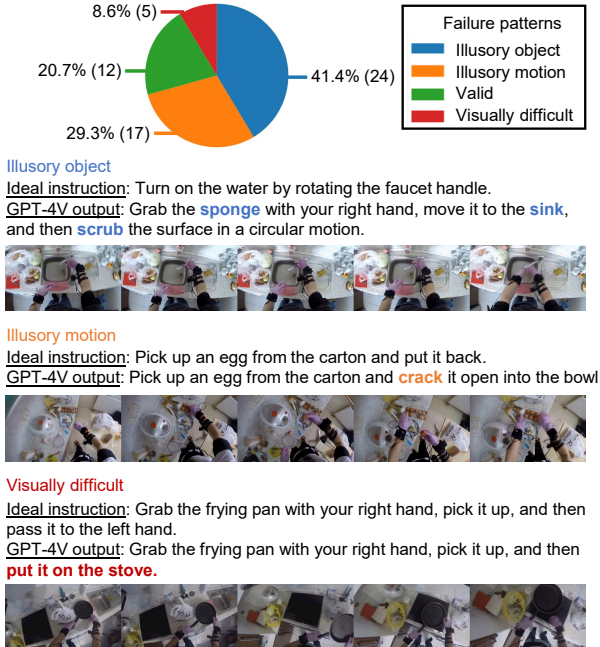 8.6% (5)
Failure patterns
Illusory object
Illusory motion
Valid
Visually difficult
20.7% (12)
41.4% (24)
29.3% (17)
Illusory object
Ideal instruction: Turn on the water by rotating the faucet handle.
GPT-4V output: Grab the sponge with your right hand, move it to the sink,
and then scrub the surface in a circular motion.
Illusory motion
Ideal instruction: Pick up an egg from the carton and put it back.
GPT-4V output: Pick up an egg from the carton and crack it open into the bowl
Visually difficult
Ideal instruction: Grab the frying pan with your right hand, pick it up, and then
pass it to the left hand.
GPT-4V output: Grab the frying pan with your right hand, pick it up, and then
put it on the stove.